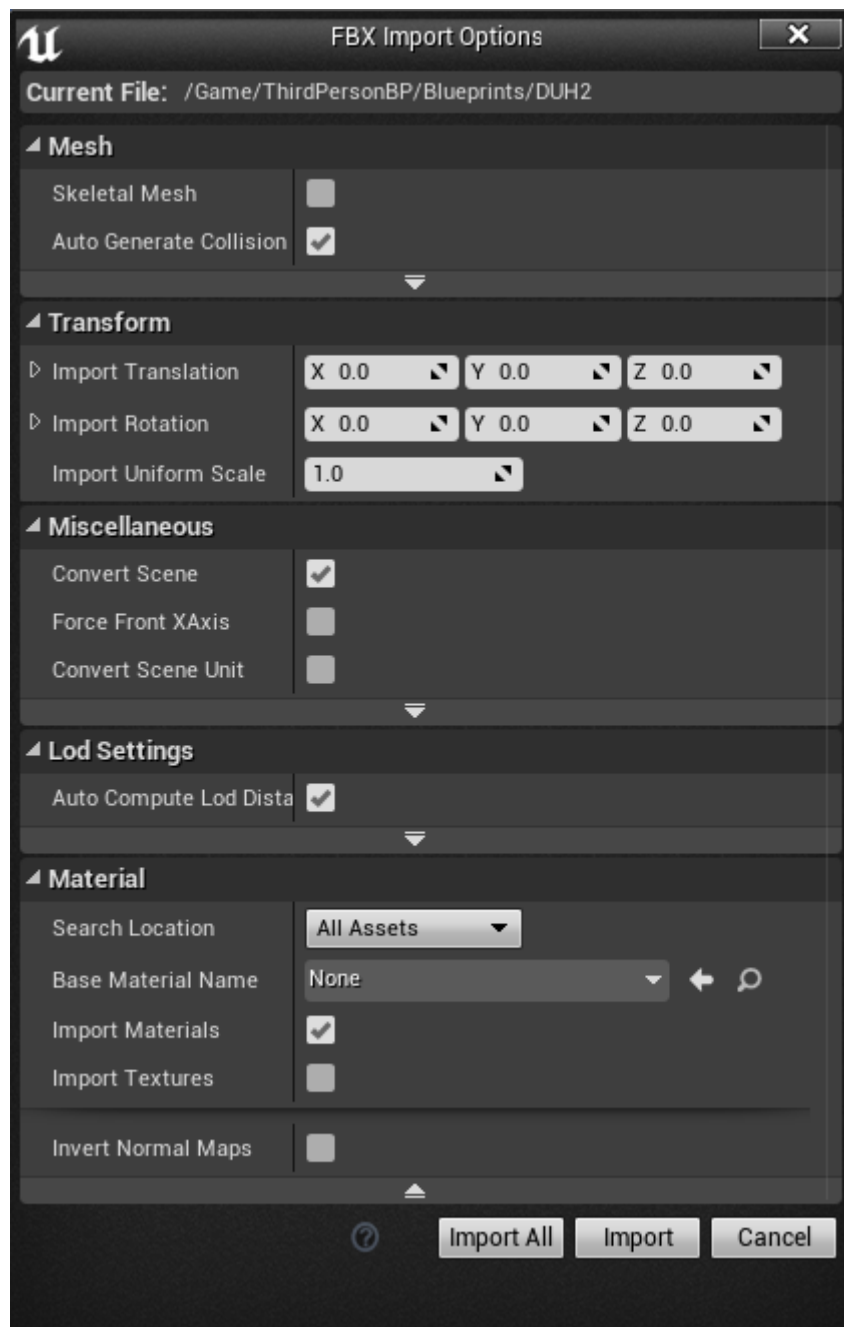 FBX Import Options
Current File: /Game/ThirdPersonBP/Blueprints/DUH2
Mesh
Skeletal Mesh
Auto Generate Collision
Transform
Import Translation X 0.0 Y 0.0 Z 0.0
Import Rotation X 0.0 Y 0.0 Z 0.0
Import Uniform Scale 1.0
Miscellaneous
Convert Scene
Force Front XAxis
Convert Scene Unit
Lod Settings
Auto Compute Lod Dista
Material
Search Location All Assets
Base Material Name None
Import Materials
Import Textures
Invert Normal Maps
Import All Import Cancel